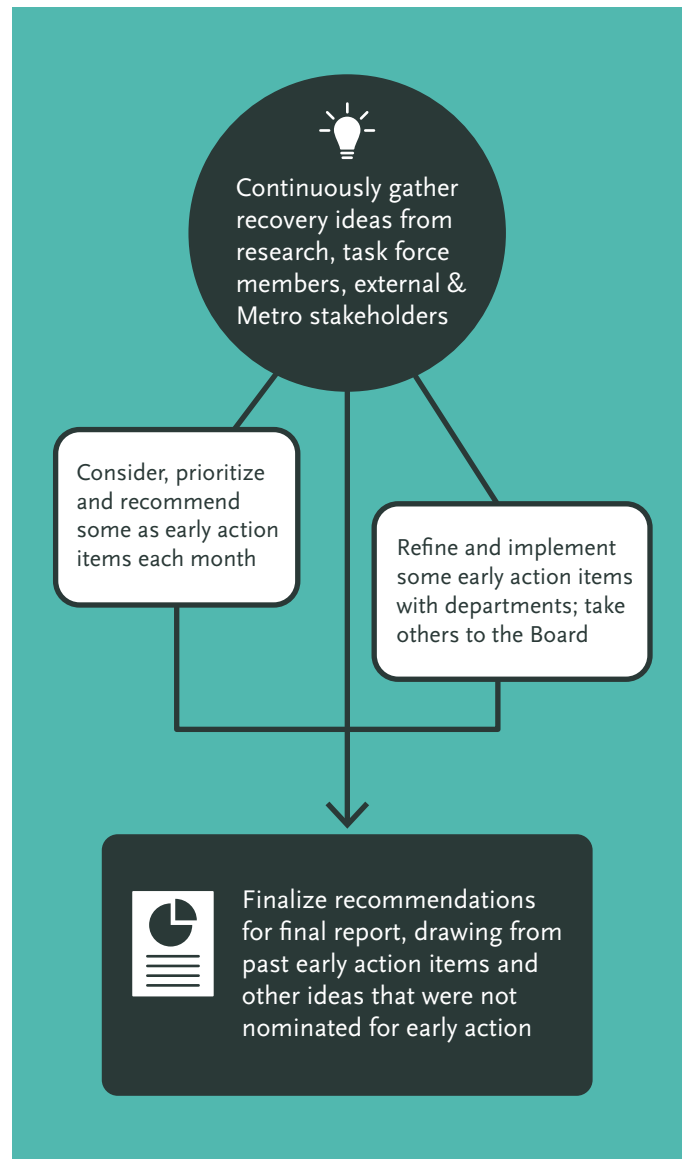 Continuously gather
recovery ideas from
research, task force
members, external &
Metro stakeholders
Consider, prioritize
and recommend
some as early action
items each month
Refine and implement
some early action items
with departments; take
others to the Board
Finalize recommendations
for final report, drawing from
past early action items and
other ideas that were not
nominated for early action